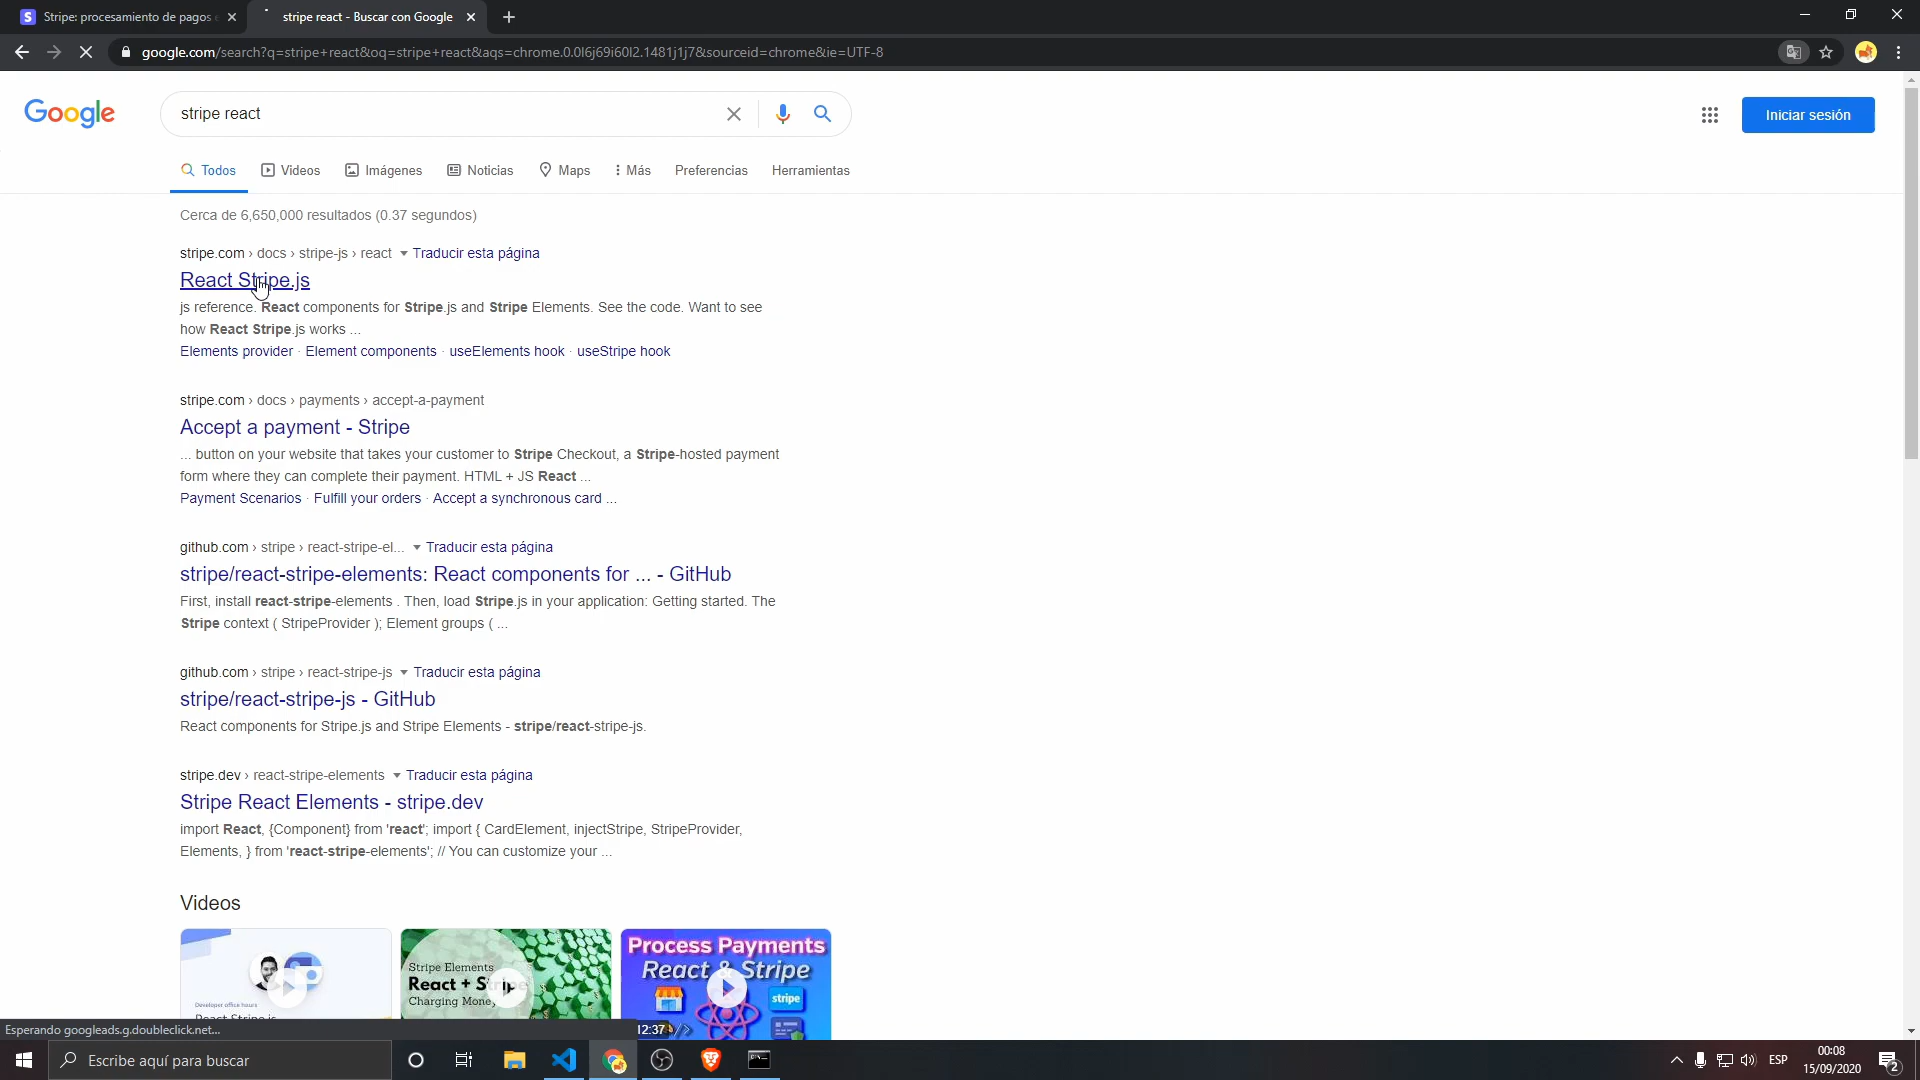 Stripe: procesamiento de pagos
stripe react - Buscar con Google
google.com/search?q=stripe+react&oq=stripe+react&aqs=chrome.0.0l6j69i60l2.1481j1j7&sourceid=chrome&ie=UTF-8
Google
stripe react
Iniciar sesión
Todos Videos Imágenes Noticias Maps Más Preferencias Herramientas
Cerca de 6,650,000 resultados (0.37 segundos)
stripe.com › docs › stripe-js › react Traducir esta página
React Stripe.js
js reference. React components for Stripe.js and Stripe Elements. See the code. Want to see
how React Stripe.js works ...
Elements provider · Element components · useElements hook · useStripe hook
stripe.com › docs › payments › accept-a-payment
Accept a payment - Stripe
... button on your website that takes your customer to Stripe Checkout, a Stripe-hosted payment
form where they can complete their payment. HTML + JS React ...
Payment Scenarios · Fulfill your orders · Accept a synchronous card ...
github.com › stripe › react-stripe-el... Traducir esta página
stripe/react-stripe-elements: React components for ... - GitHub
First, install react-stripe-elements . Then, load Stripe.js in your application: Getting started. The
Stripe context ( StripeProvider ); Element groups ( ...
github.com › stripe › react-stripe-js Traducir esta página
stripe/react-stripe-js - GitHub
React components for Stripe.js and Stripe Elements - stripe/react-stripe-js.
stripe.dev › react-stripe-elements Traducir esta página
Stripe React Elements - stripe.dev
import React, {Component} from 'react'; import { CardElement, injectStripe, StripeProvider,
Elements, } from 'react-stripe-elements'; // You can customize your ...
Videos
Developer office hours
React Stripe.js
Stripe Elements
React + Stripe
Charging Money
Process Payments
React & Stripe
stripe
12:37
Esperando googleads.g.doubleclick.net...
Escribe aquí para buscar
ESP
00:08
15/09/2020
2